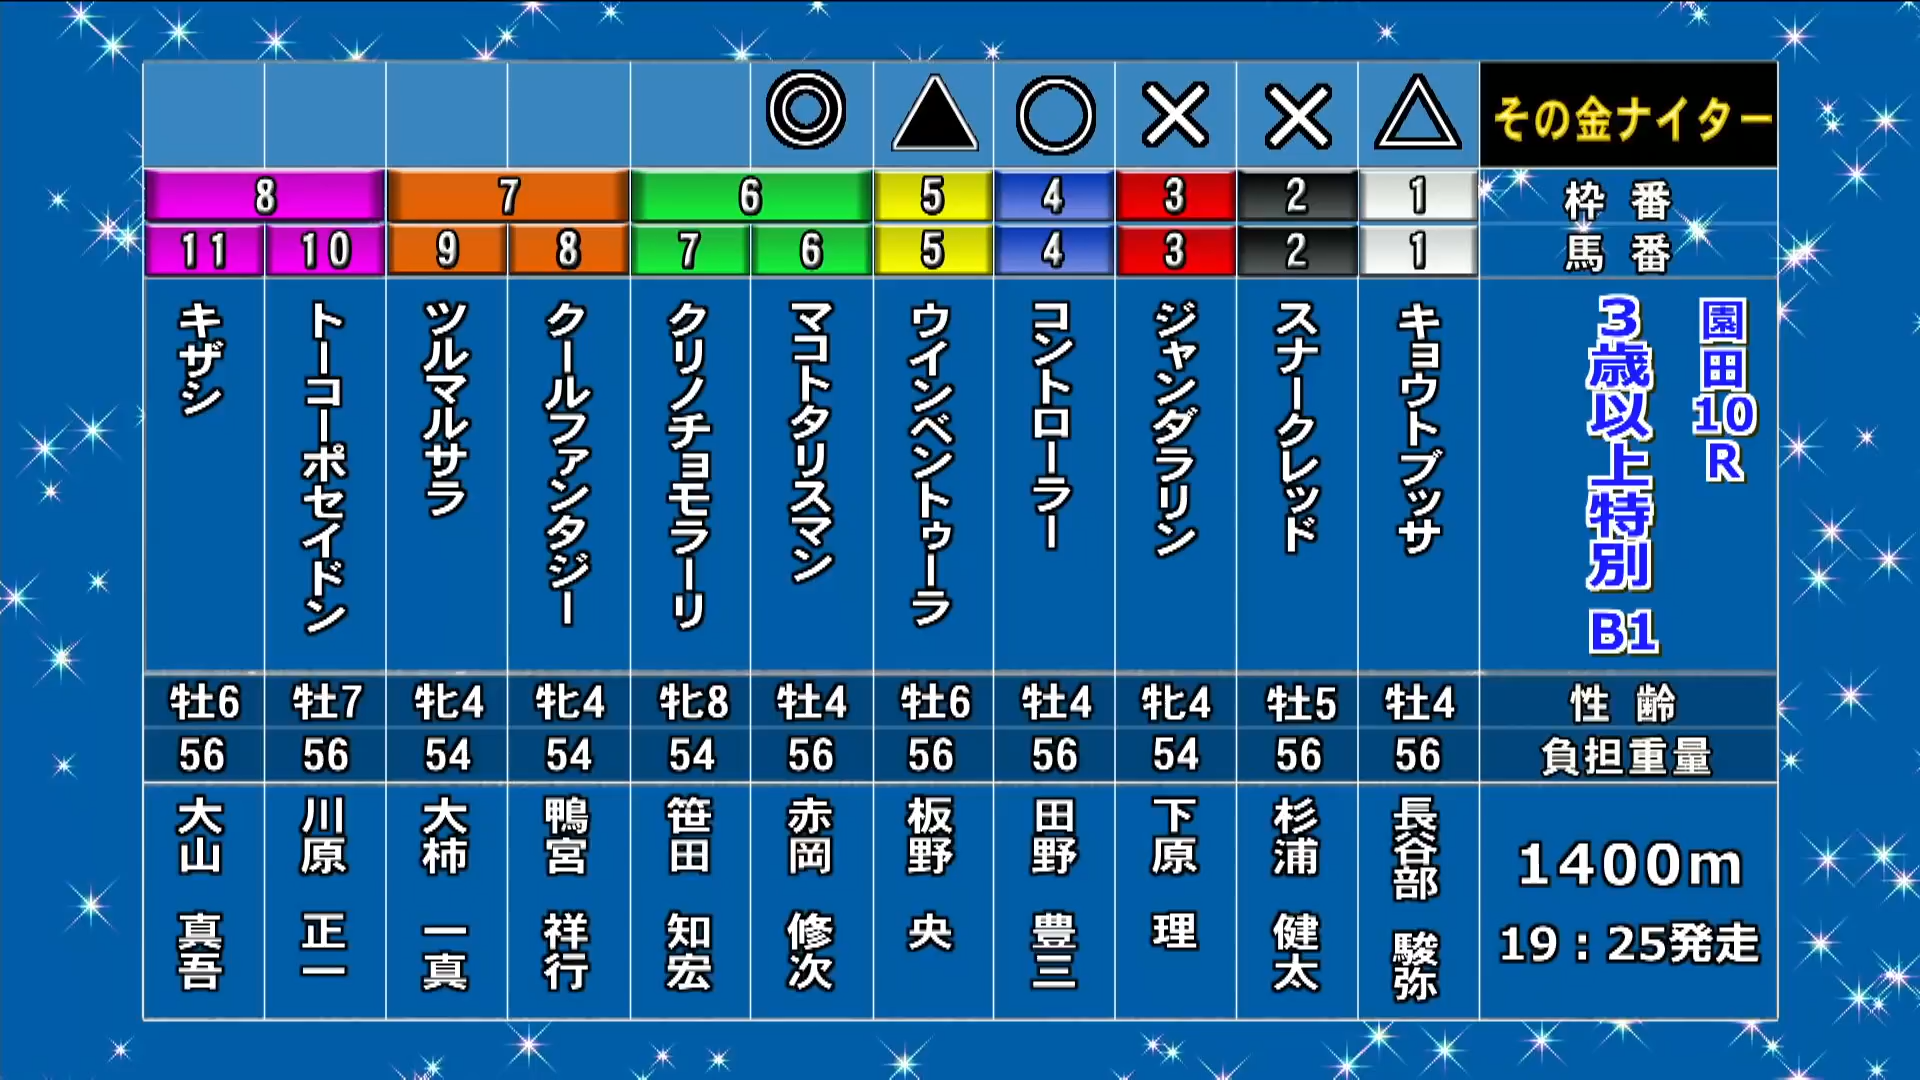 その金ナイター
◎ ▲ ○ × × △
8 7 6 5 4 3 2 1 枠番
11 10 9 8 7 6 5 4 3 2 1 馬番
園田10R
3歳以上特別 B1
キョウトブッサ
スナークレッド
ジャンダラリン
コントローラー
ウインベントゥーラ
マコトタリスマン
クリノチョモラーリ
クールファンタジー
ツルマルサラ
トーコーポセイドン
キザシ
牡6 牡7 牝4 牝4 牝8 牡4 牡6 牡4 牝4 牡5 牡4 性齢
56 56 54 54 54 56 56 56 54 56 56 負担重量
1400m
19：25発走
長谷部 駿弥
杉浦 健太
下原 理
田野 豊三
板野 央
赤岡 修次
笹田 知宏
鴨宮 祥行
大柿 一真
川原 正一
大山 真吾